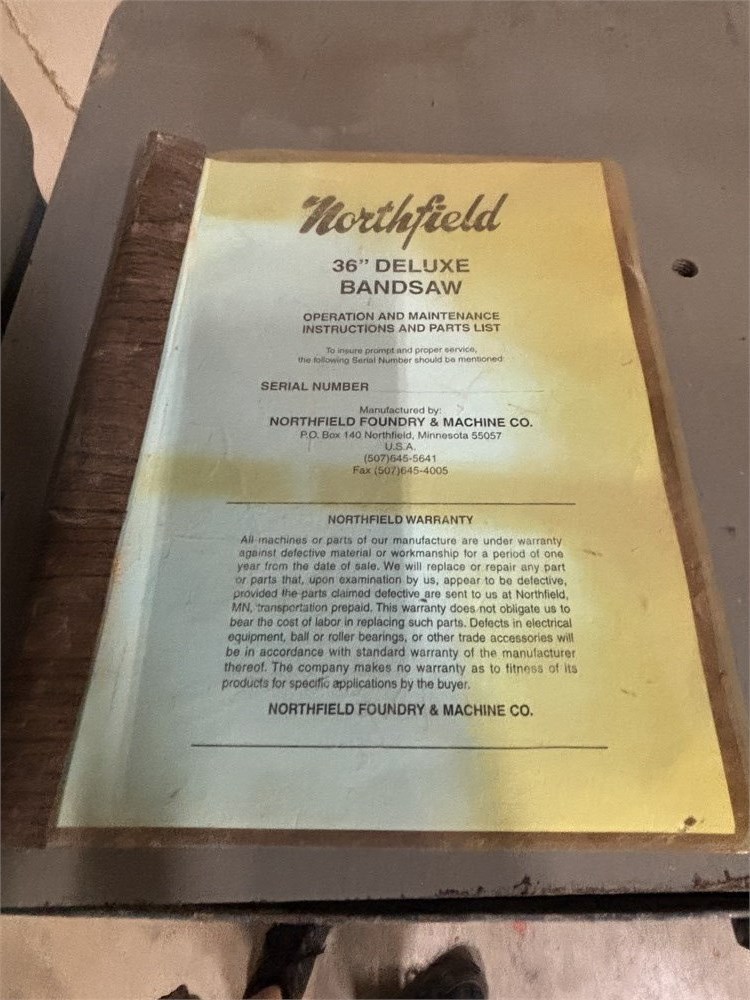 Northfield
36" DELUXE
BANDSAW
OPERATION AND MAINTENANCE
INSTRUCTIONS AND PARTS LIST
To insure prompt and proper service,
the following Serial Number should be mentioned
SERIAL NUMBER
Manufactured by:
NORTHFIELD FOUNDRY & MACHINE CO.
P.O. Box 140 Northfield, Minnesota 55057
U.S.A.
(507)645-5641
Fax (507)645-4005
NORTHFIELD WARRANTY
All machines or parts of our manufacture are under warranty
against defective material or workmanship for a period of one
year from the date of sale. We will replace or repair any part
or parts that, upon examination by us, appear to be defective,
provided the parts claimed defective are sent to us at Northfield,
MN, transportation prepaid. This warranty does not obligate us to
bear the cost of labor in replacing such parts. Defects in electrical
equipment, ball or roller bearings, or other trade accessories will
be in accordance with standard warranty of the manufacturer
thereof. The company makes no warranty as to fitness of its
products for specific applications by the buyer.
NORTHFIELD FOUNDRY & MACHINE CO.